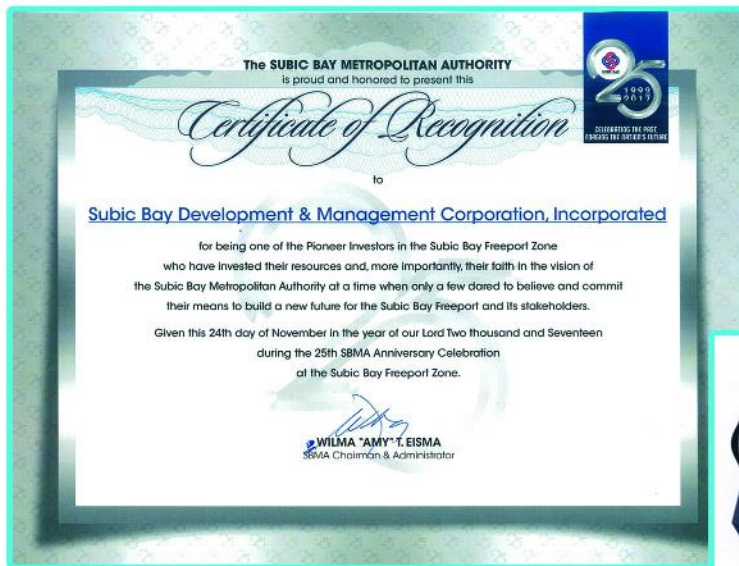 The SUBIC BAY METROPOLITAN AUTHORITY
is proud and honored to present this
Certificate of Recognition
to
Subic Bay Development & Management Corporation, Incorporated
for being one of the Pioneer Investors in the Subic Bay Freeport Zone
who have invested their resources and, more importantly, their faith in the vision of
the Subic Bay Metropolitan Authority at a time when only a few dared to believe and commit
their means to build a new future for the Subic Bay Freeport and its stakeholders.
Given this 24th day of November in the year of our Lord Two thousand and Seventeen
during the 25th SBMA Anniversary Celebration
at the Subic Bay Freeport Zone.
WILMA "AMY" T. EISMA
SBMA Chairman & Administrator
25
1992
2017
CELEBRATING THE PAST,
FORGING THE NATION'S FUTURE